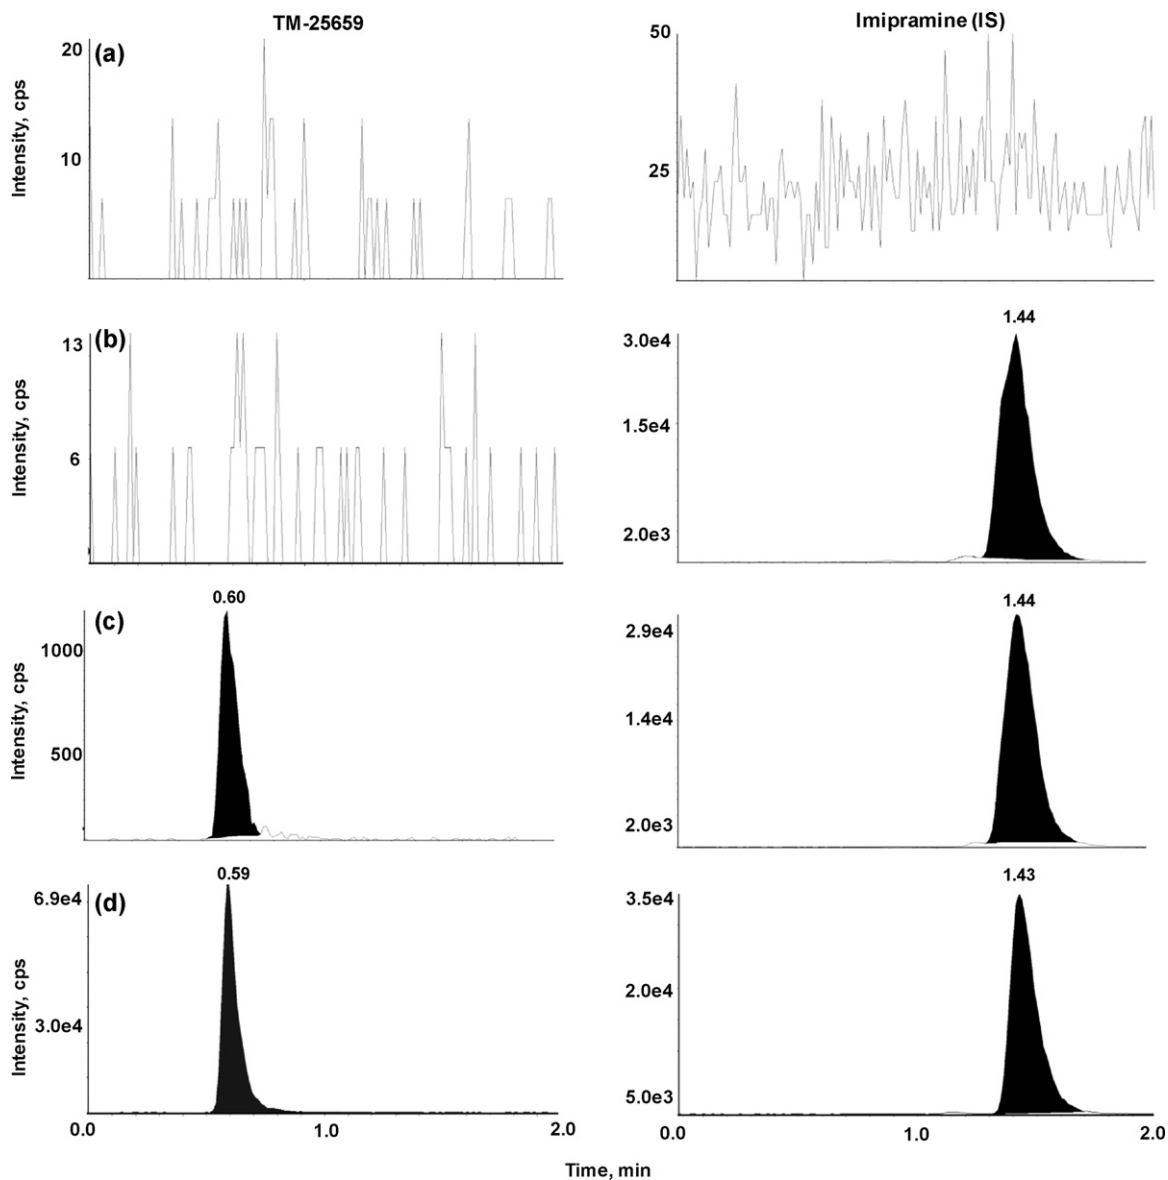 TM-25659
Imipramine (IS)
(a)
20
10
Intensity, cps
50
25
(b)
13
6
Intensity, cps
1.44
3.0e4
1.5e4
2.0e3
(c)
0.60
1000
500
Intensity, cps
1.44
2.9e4
1.4e4
2.0e3
(d)
0.59
6.9e4
3.0e4
Intensity, cps
1.43
3.5e4
2.0e4
5.0e3
0.0 1.0 2.0
0.0 1.0 2.0
Time, min